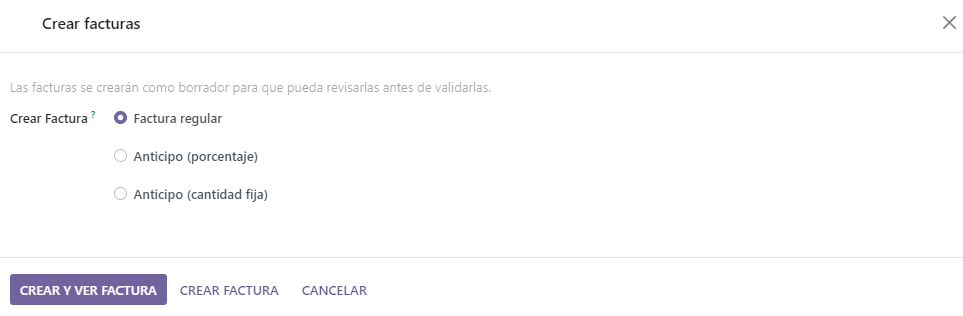 Crear facturas
Las facturas se crearán como borrador para que pueda revisarlas antes de validarlas.
Crear Factura ? Factura regular
Anticipo (porcentaje)
Anticipo (cantidad fija)
CREAR Y VER FACTURA CREAR FACTURA CANCELAR